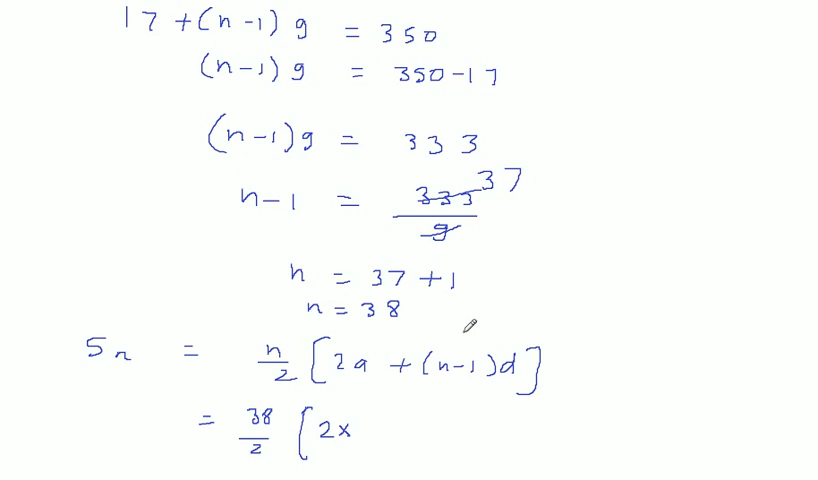 17 + (n - 1) 9 = 350
(n - 1) 9 = 350 - 17
(n - 1) 9 = 333
n - 1 = 333/9 37
n = 37 + 1
n = 38
Sn = n/2 [2a + (n - 1) d]
= 38/2 [2×